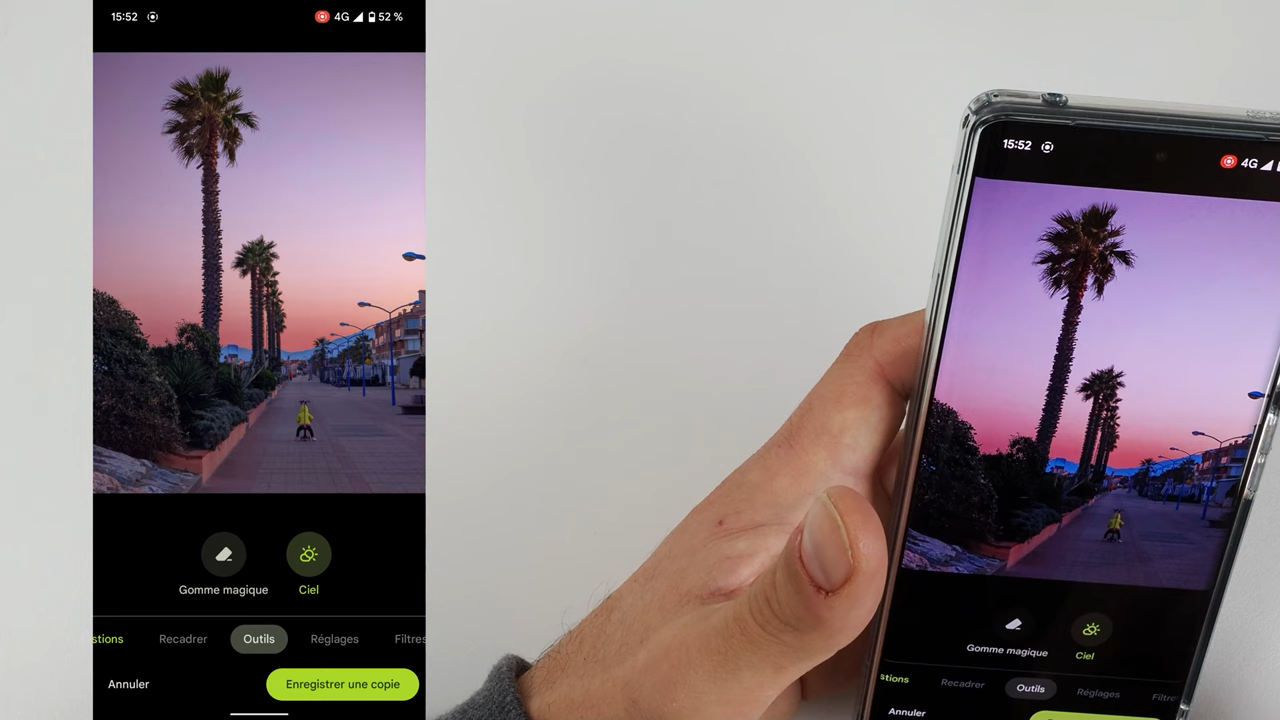 15:52
4G 52 %
Gomme magique
Ciel
stions Recadrer Outils Réglages Filtres
Annuler
Enregistrer une copie
15:52
4G
Gomme magique
Ciel
stions Recadrer Outils Réglages Filtre
Annuler